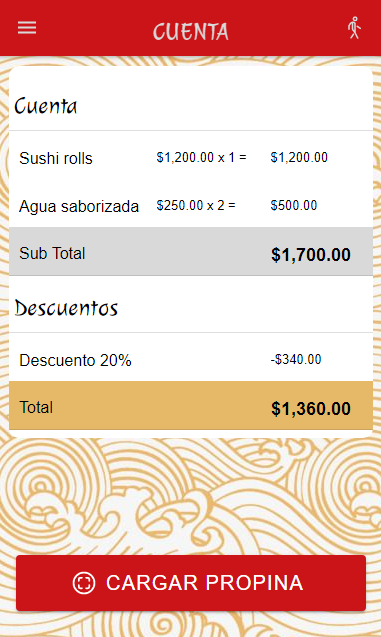 CUENTA
Cuenta
Sushi rolls $1,200.00 x 1 = $1,200.00
Agua saborizada $250.00 x 2 = $500.00
Sub Total $1,700.00
Descuentos
Descuento 20% -$340.00
Total $1,360.00
CARGAR PROPINA